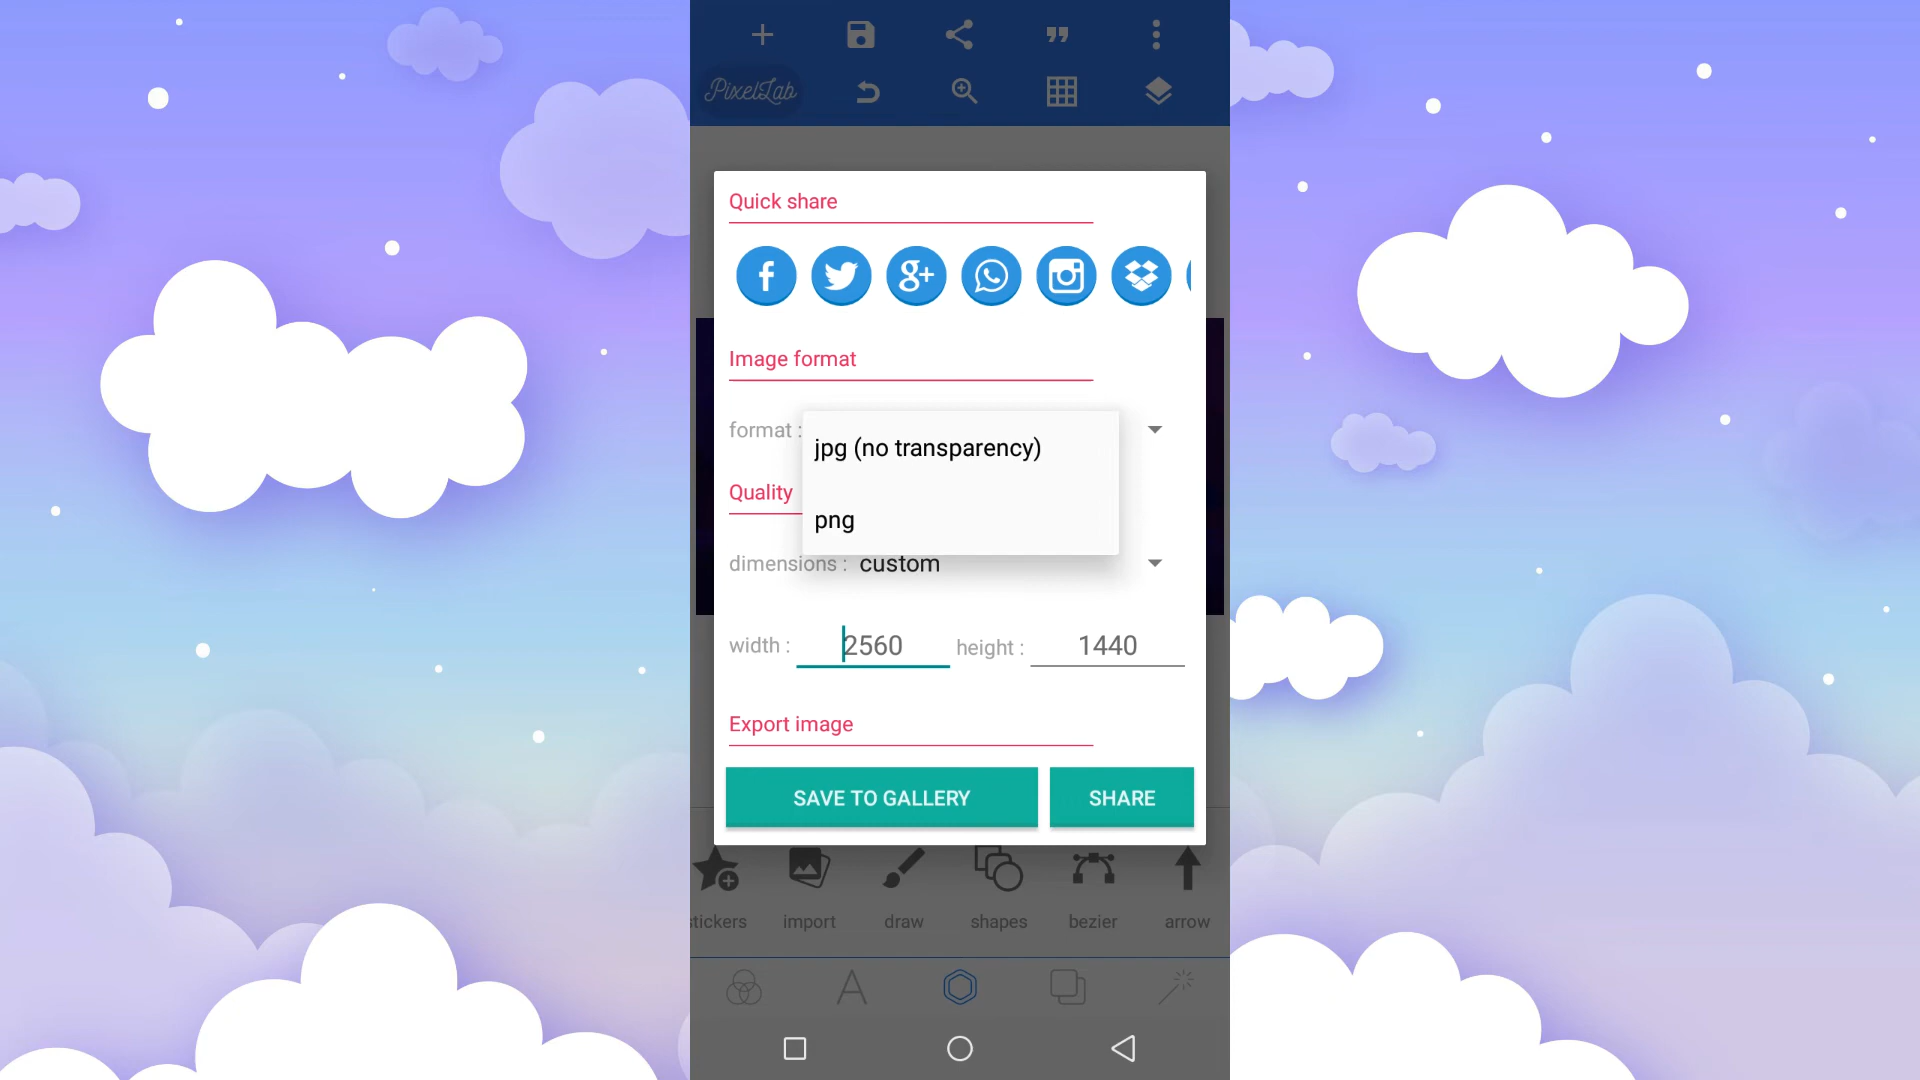 PixelLab
Quick share
Image format
format :
jpg (no transparency)
Quality
png
dimensions : custom
width : 2560 height : 1440
Export image
SAVE TO GALLERY SHARE
tickers import draw shapes bezier arrow